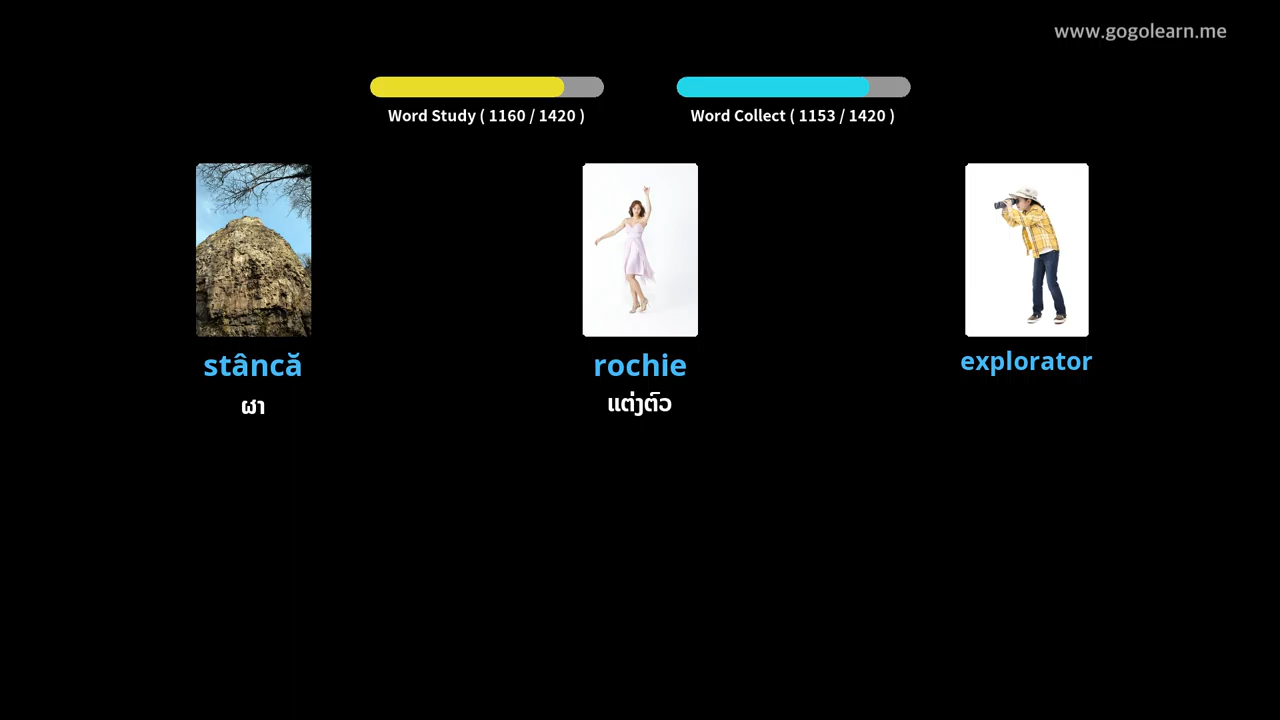 www.gogolearn.me
Word Study ( 1160 / 1420 )
Word Collect ( 1153 / 1420 )
stâncă
ຜາ
rochie
ແຕ່ງຕົວ
explorator